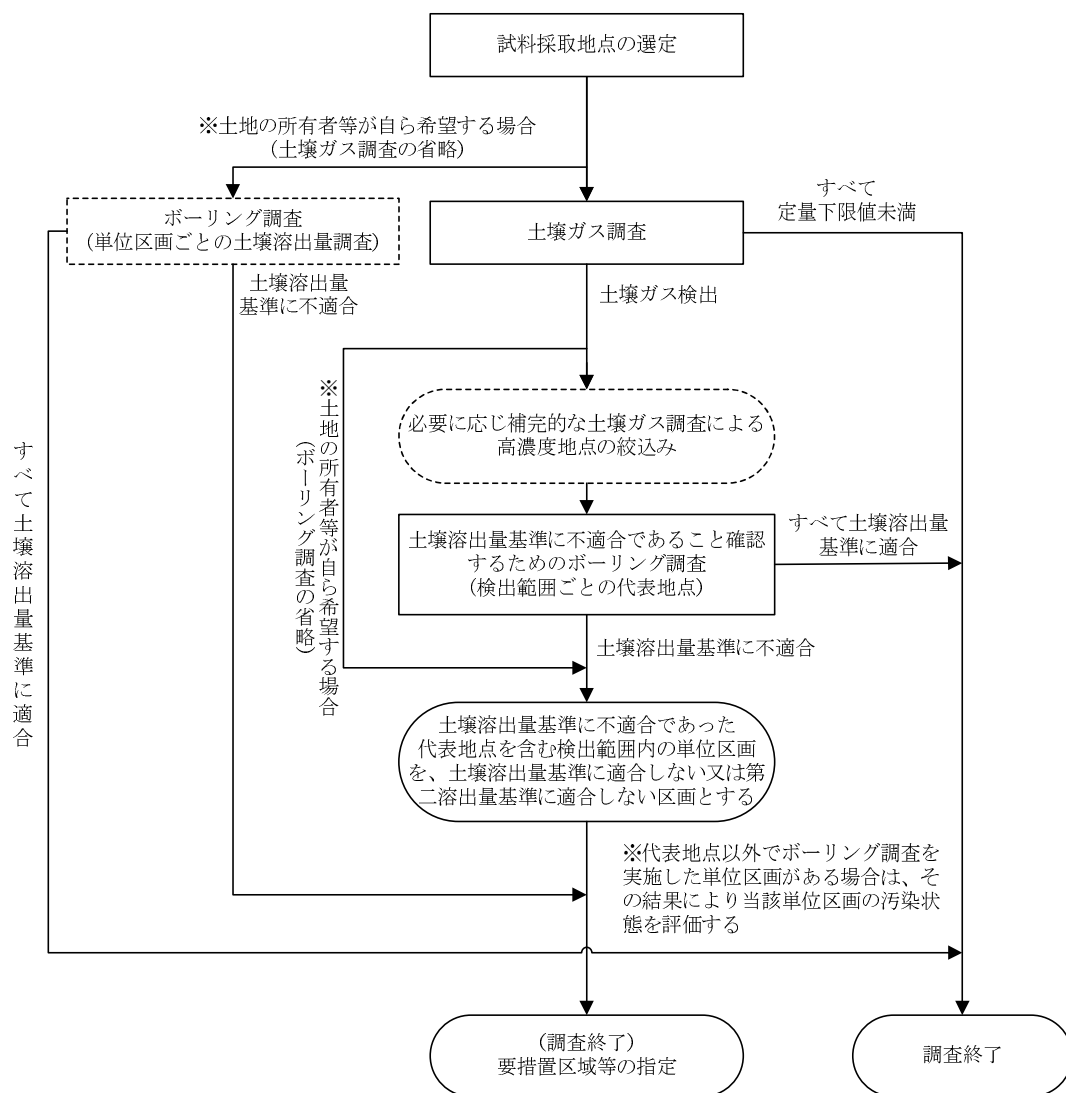 試料採取地点の選定
※土地の所有者等が自ら希望する場合
(土壌ガス調査の省略)
ボーリング調査
(単位区画ごとの土壌溶出量調査)
土壌ガス調査
すべて
定量下限値未満
土壌溶出量
基準に不適合
土壌ガス検出
必要に応じ補完的な土壌ガス調査による
高濃度地点の絞込み
※土地の所有者等が自ら希望する場合
(ボーリング調査の省略)
すべて土壌溶出量基準に適合
土壌溶出量基準に不適合であること確認
するためのボーリング調査
(検出範囲ごとの代表地点)
すべて土壌溶出量
基準に適合
土壌溶出量基準に不適合
土壌溶出量基準に不適合であった
代表地点を含む検出範囲内の単位区画
を、土壌溶出量基準に適合しない又は第
二溶出量基準に適合しない区画とする
※代表地点以外でボーリング調査を
実施した単位区画がある場合は、そ
の結果により当該単位区画の汚染状
態を評価する
(調査終了)
要措置区域等の指定
調査終了